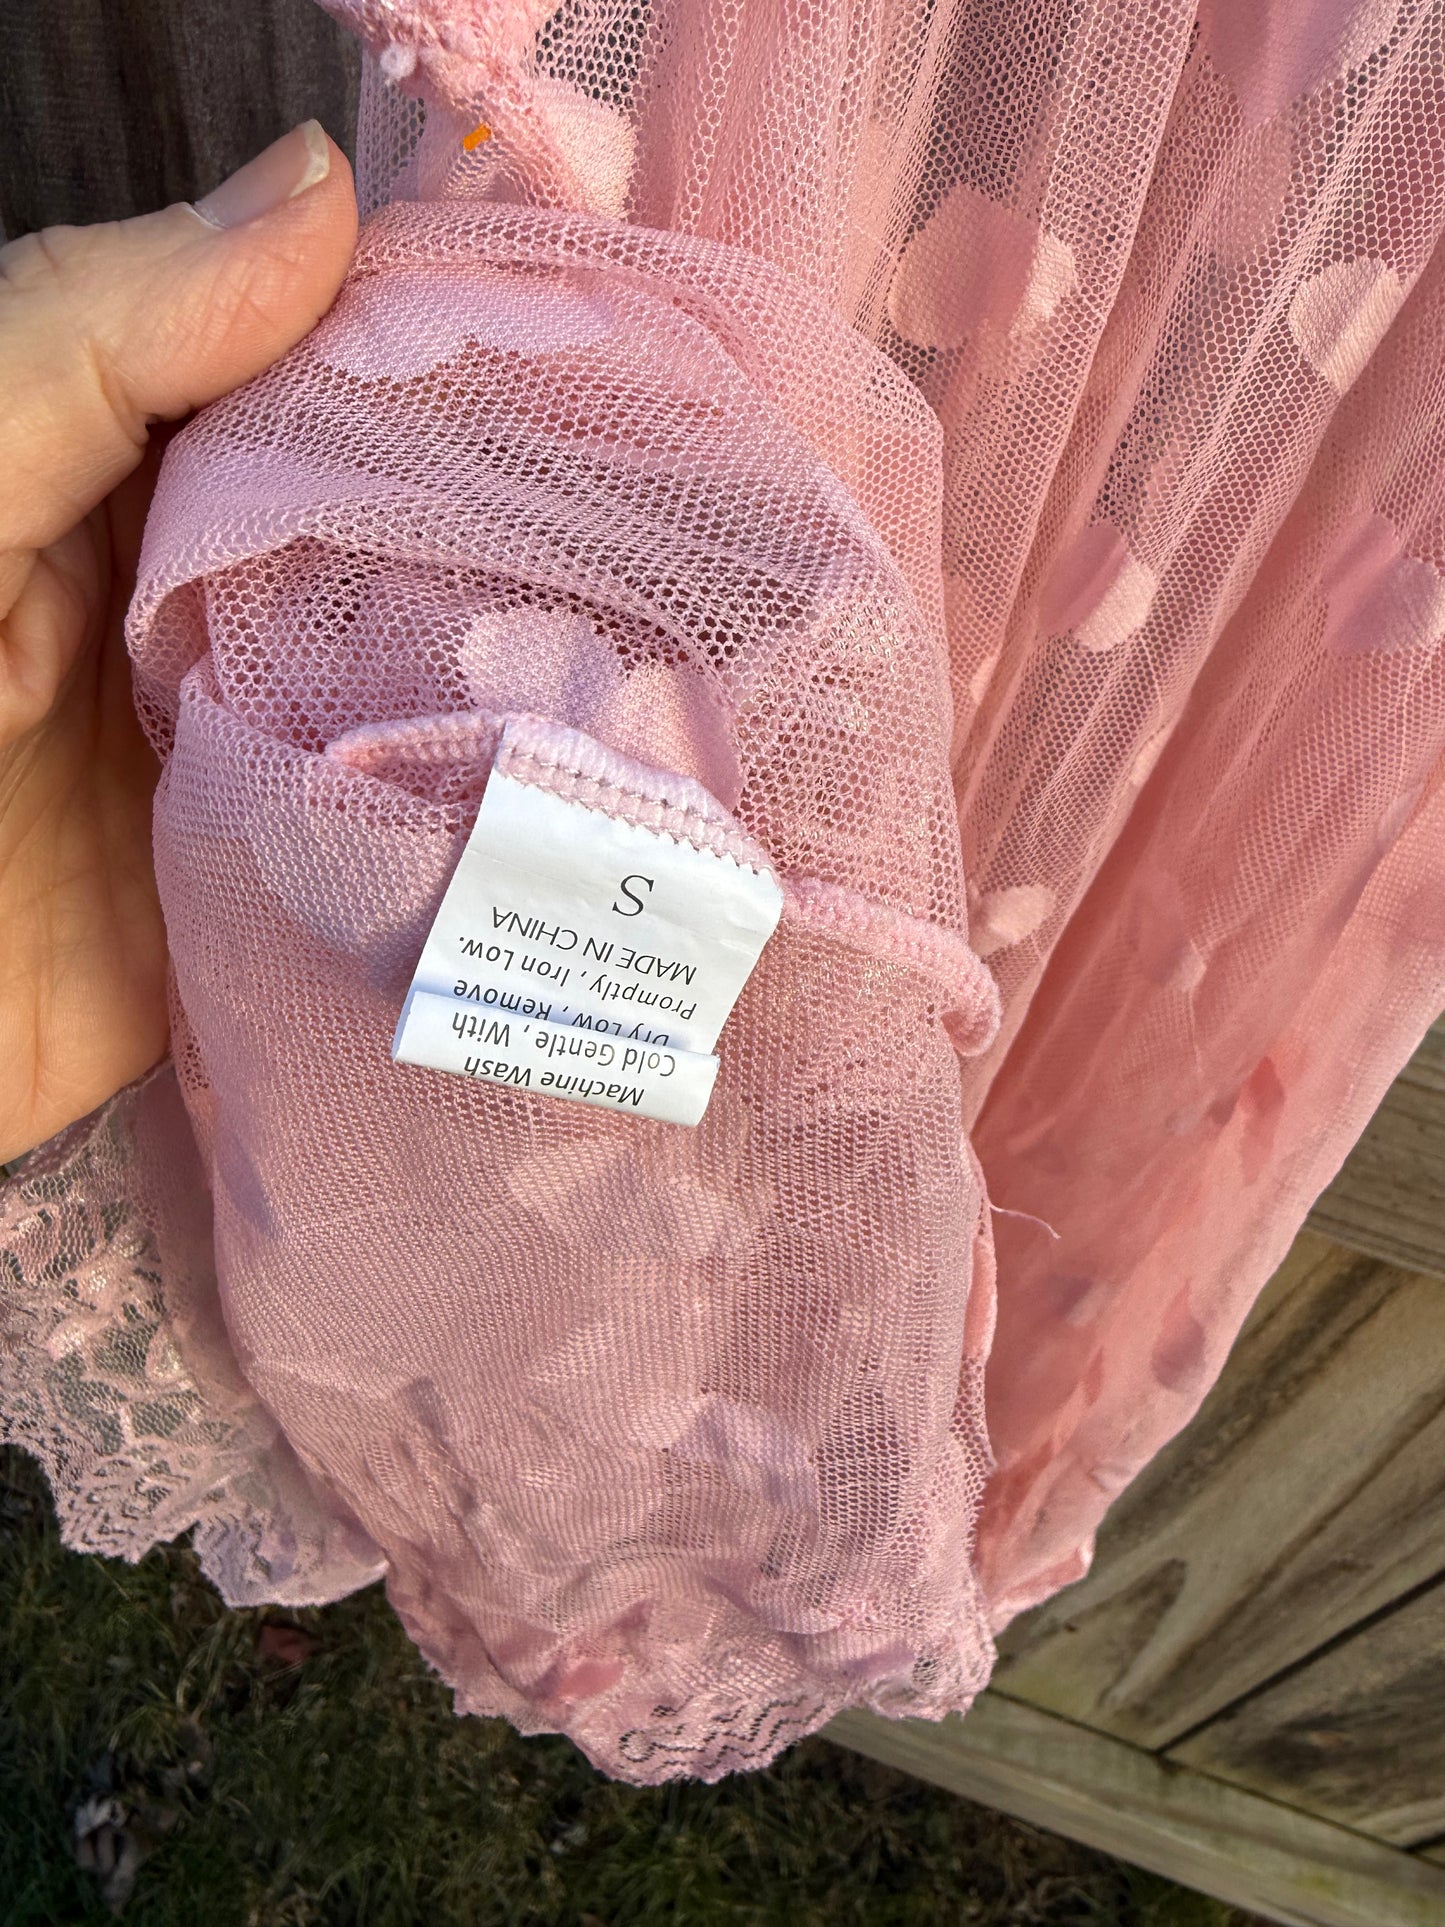 Machine Wash
Cold Gentle , With
Dry Low , Remove
Promptly , Iron Low.
MADE IN CHINA
S